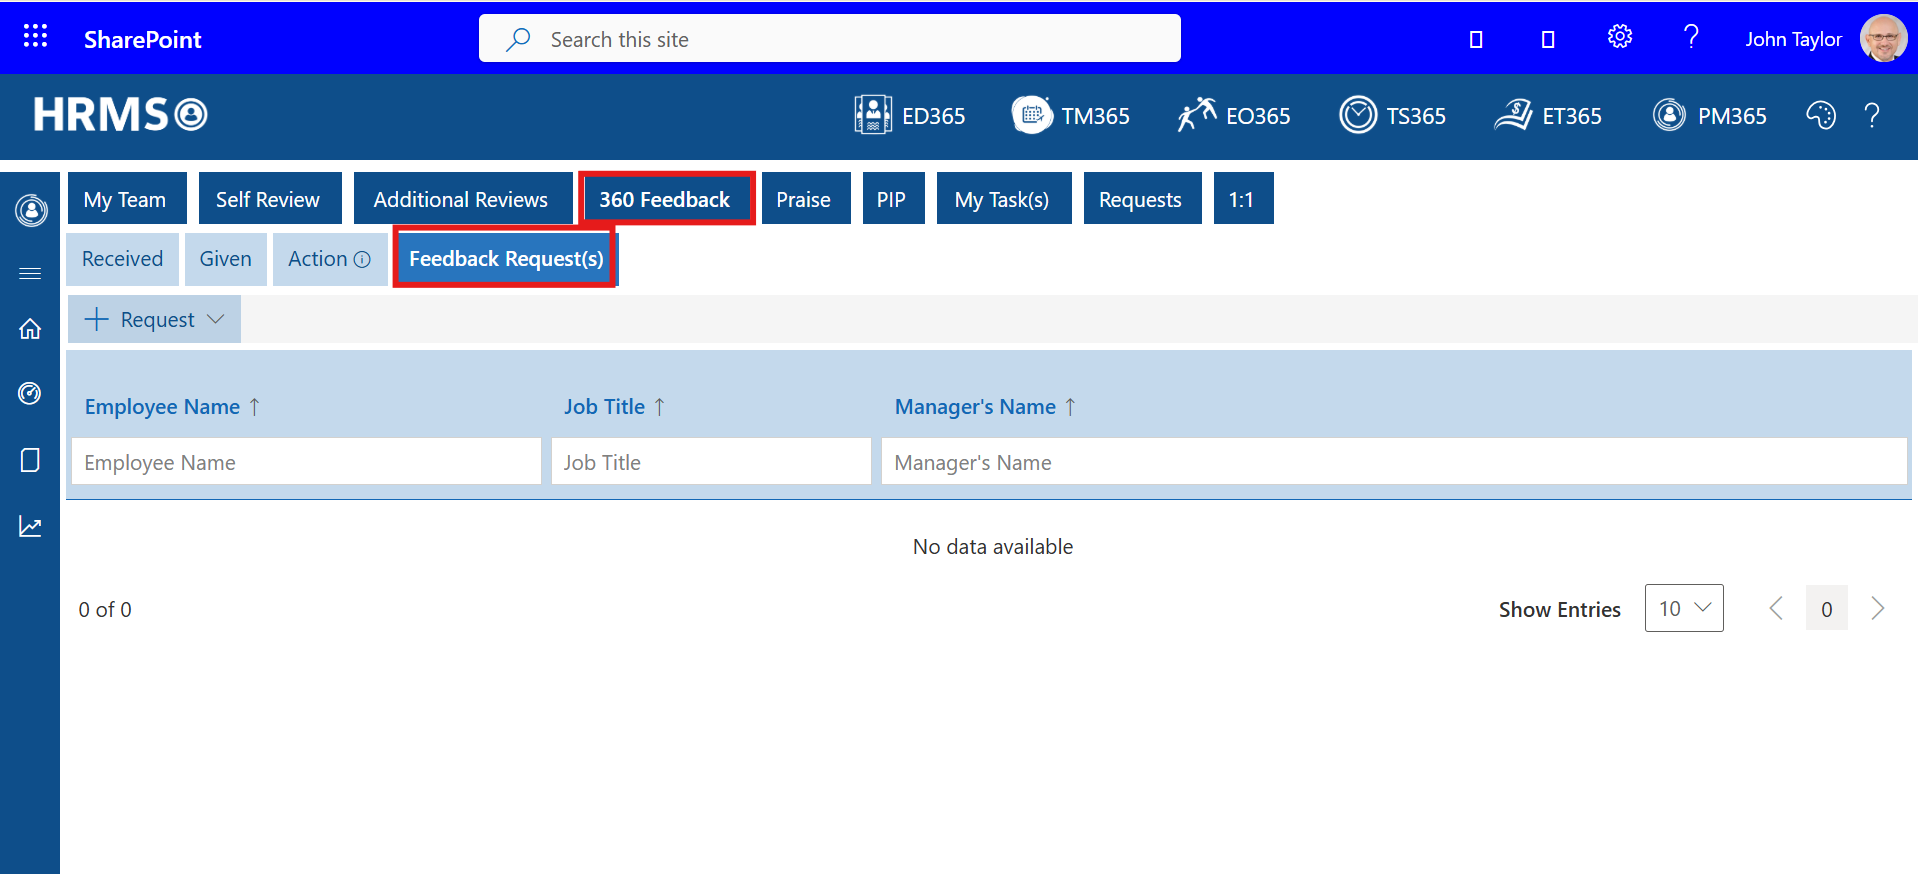 SharePoint
Search this site
?
John Taylor
HRMS
ED365
TM365
EO365
TS365
ET365
PM365
?
My Team
Self Review
Additional Reviews
360 Feedback
Praise
PIP
My Task(s)
Requests
1:1
Received
Given
Action
Feedback Request(s)
Request
Employee Name ↑
Job Title ↑
Manager's Name ↑
Employee Name
Job Title
Manager's Name
No data available
0 of 0
Show Entries
10
0